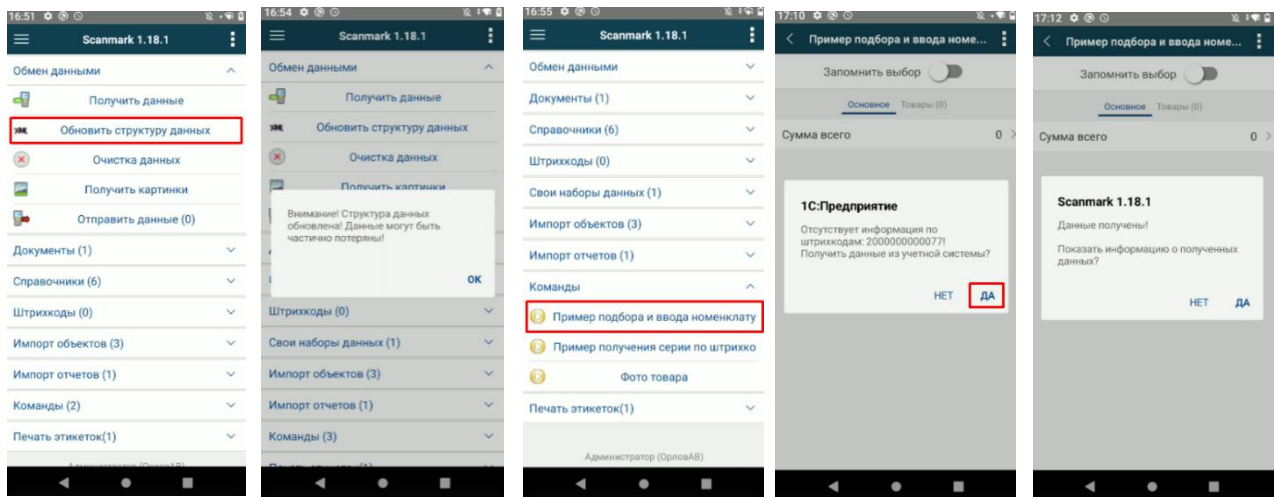 16:51
Scanmark 1.18.1
Обмен данными
Получить данные
Обновить структуру данных
Очистка данных
Получить картинки
Отправить данные (0)
Документы (1)
Справочники (6)
Штрихкоды (0)
Импорт объектов (3)
Импорт отчетов (1)
Команды (2)
Печать этикеток(1)
Администратор (ОрловАВ)
16:54
Scanmark 1.18.1
Обмен данными
Получить данные
Обновить структуру данных
Очистка данных
Получить картинки
Внимание! Структура данных
обновлена! Данные могут быть
частично потеряны!
OK
Штрихкоды (0)
Свои наборы данных (1)
Импорт объектов (3)
Импорт отчетов (1)
Команды (3)
Печать этикеток(1)
16:55
Scanmark 1.18.1
Обмен данными
Документы (1)
Справочники (6)
Штрихкоды (0)
Свои наборы данных (1)
Импорт объектов (3)
Импорт отчетов (1)
Команды
Пример подбора и ввода номенклату
Пример получения серии по штрихко
Фото товара
Печать этикеток(1)
Администратор (ОрловАВ)
17:10
Пример подбора и ввода номе...
Запомнить выбор
Основное Товары (0)
Сумма всего 0
1С:Предприятие
Отсутствует информация по
штрихкодам: 2000000000077!
Получить данные из учетной системы?
НЕТ ДА
17:12
Пример подбора и ввода номе...
Запомнить выбор
Основное Товары (0)
Сумма всего 0
Scanmark 1.18.1
Данные получены!
Показать информацию о полученных
данных?
НЕТ ДА